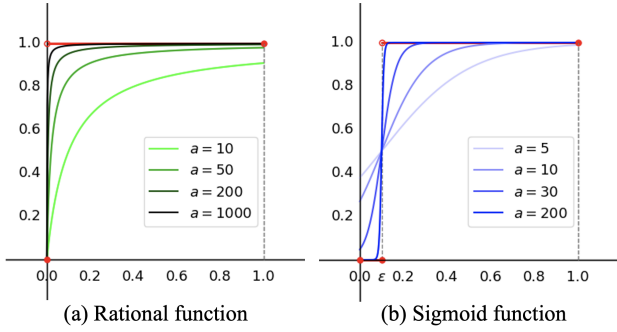 1.0
0.8
0.6
0.4
0.2
a = 10
a = 50
a = 200
a = 1000
0.0 0.2 0.4 0.6 0.8 1.0
(a) Rational function
1.0
0.8
0.6
0.4
0.2
a = 5
a = 10
a = 30
a = 200
0.0 ε 0.2 0.4 0.6 0.8 1.0
(b) Sigmoid function